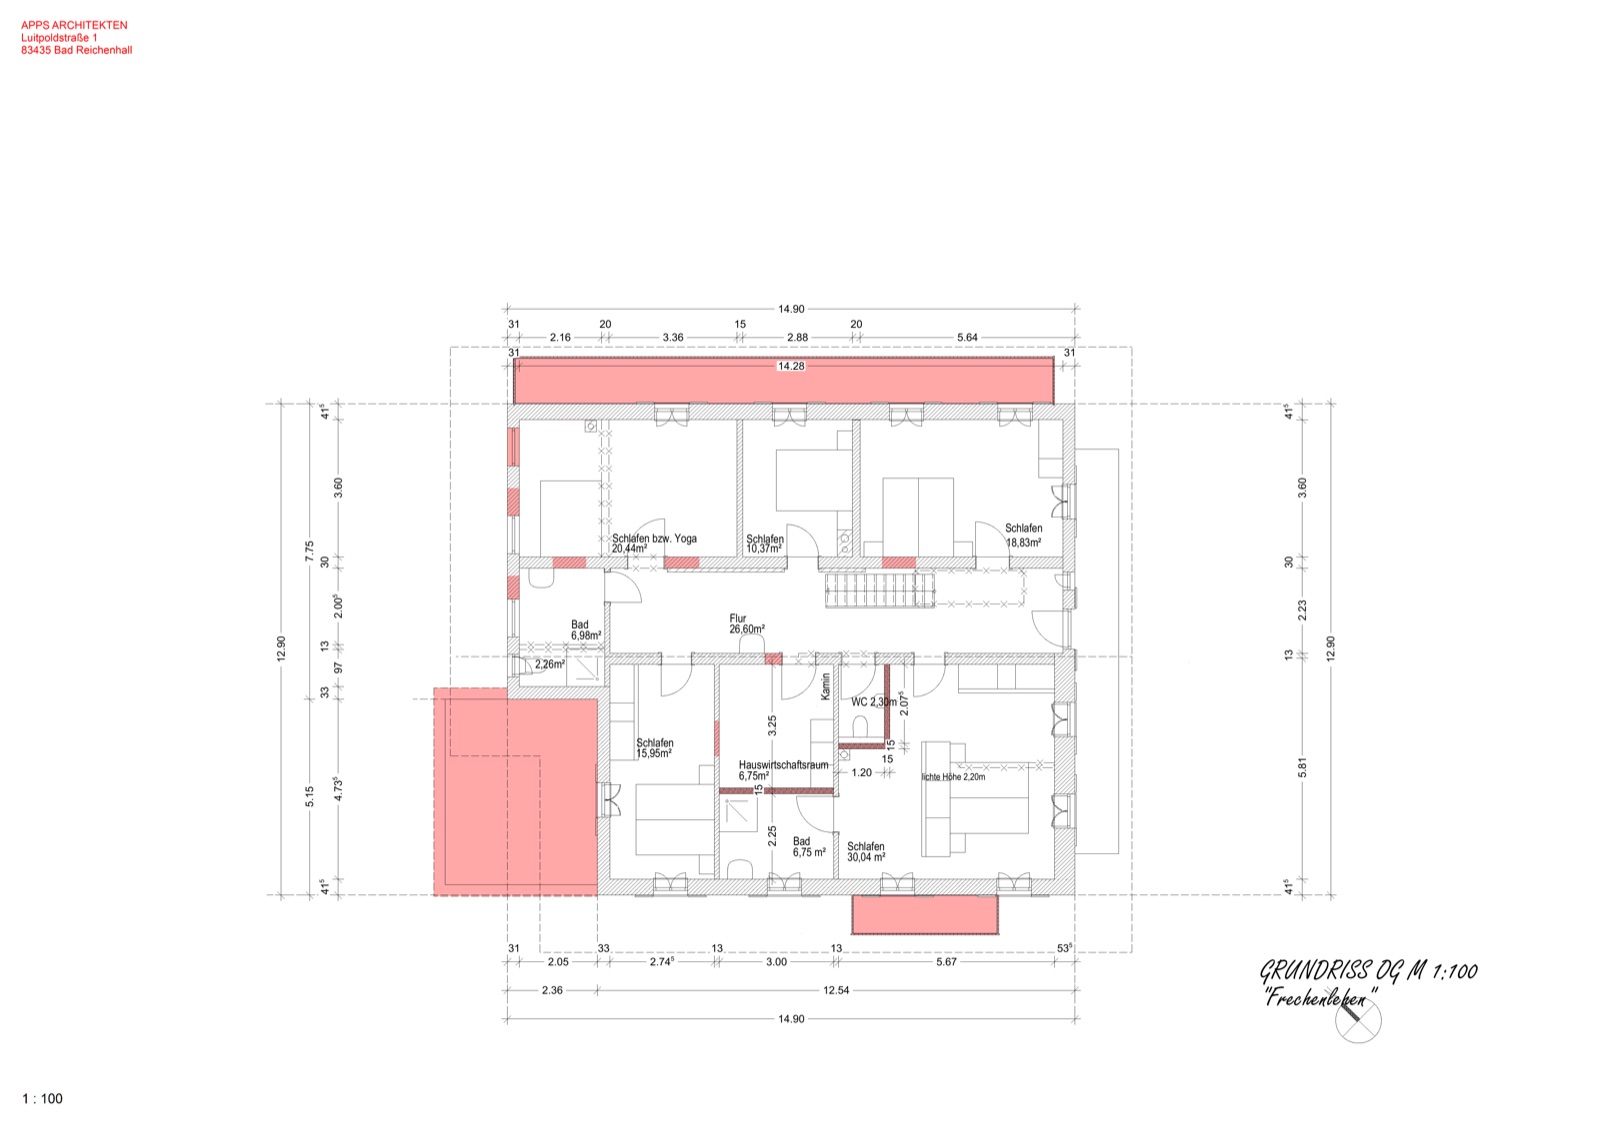 APPS ARCHITEKTEN
Luitpoldstraße 1
83435 Bad Reichenhall
14.90
31 20 15 20
2.16 3.36 2.88 5.64
31 31
14.28
41⁵ 41⁵
3.60 3.60
Schlafen bzw. Yoga
20,44m²
Schlafen
10,37m²
Schlafen
18,83m²
7.75
30 30
2.00⁵ 2.23
Bad
6,98m²
Flur
26,60m²
12.90 12.90
13 13
97
2,26m²
33
Kamin
WC 2,30m
2.07⁵
3.25
Schlafen
15,95m²
15
15
Hauswirtschaftsraum
6,75m²
1.20
lichte Höhe 2,20m
5.81
15
5.15
4.73⁵
2.25
Bad
6,75 m²
Schlafen
30,04 m²
41⁵ 41⁵
31 33 13 13 53⁵
2.05 2.74⁵ 3.00 5.67
2.36 12.54
14.90
GRUNDRISS OG M 1:100
"Frechenlehen"
1 : 100